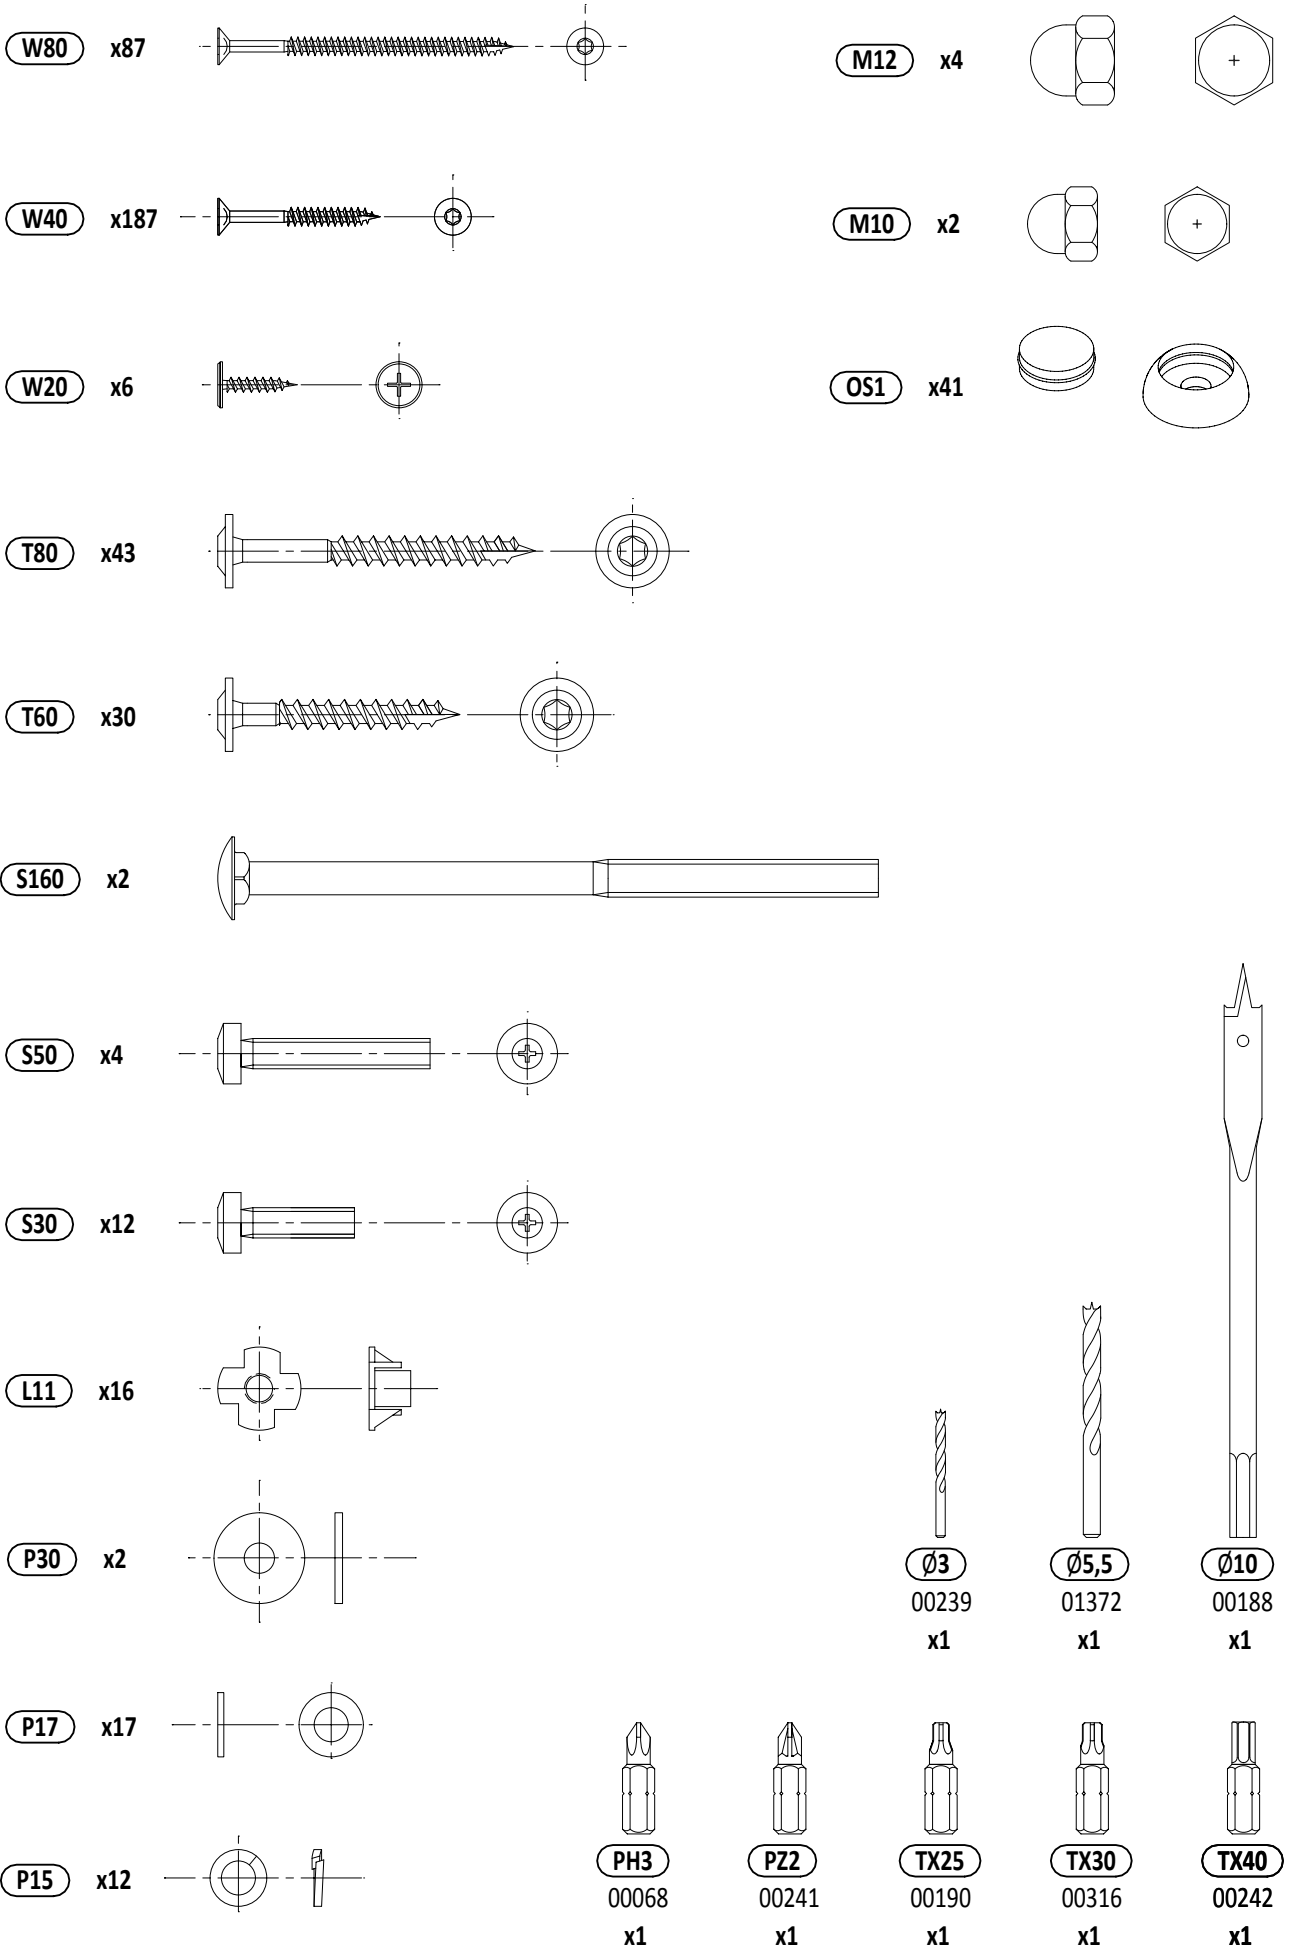 W80 x87
M12 x4
W40 x187
M10 x2
W20 x6
OS1 x41
T80 x43
T60 x30
S160 x2
S50 x4
S30 x12
L11 x16
P30 x2
Ø3 Ø5,5 Ø10
00239 01372 00188
x1 x1 x1
P17 x17
P15 x12
PH3 PZ2 TX25 TX30 TX40
00068 00241 00190 00316 00242
x1 x1 x1 x1 x1